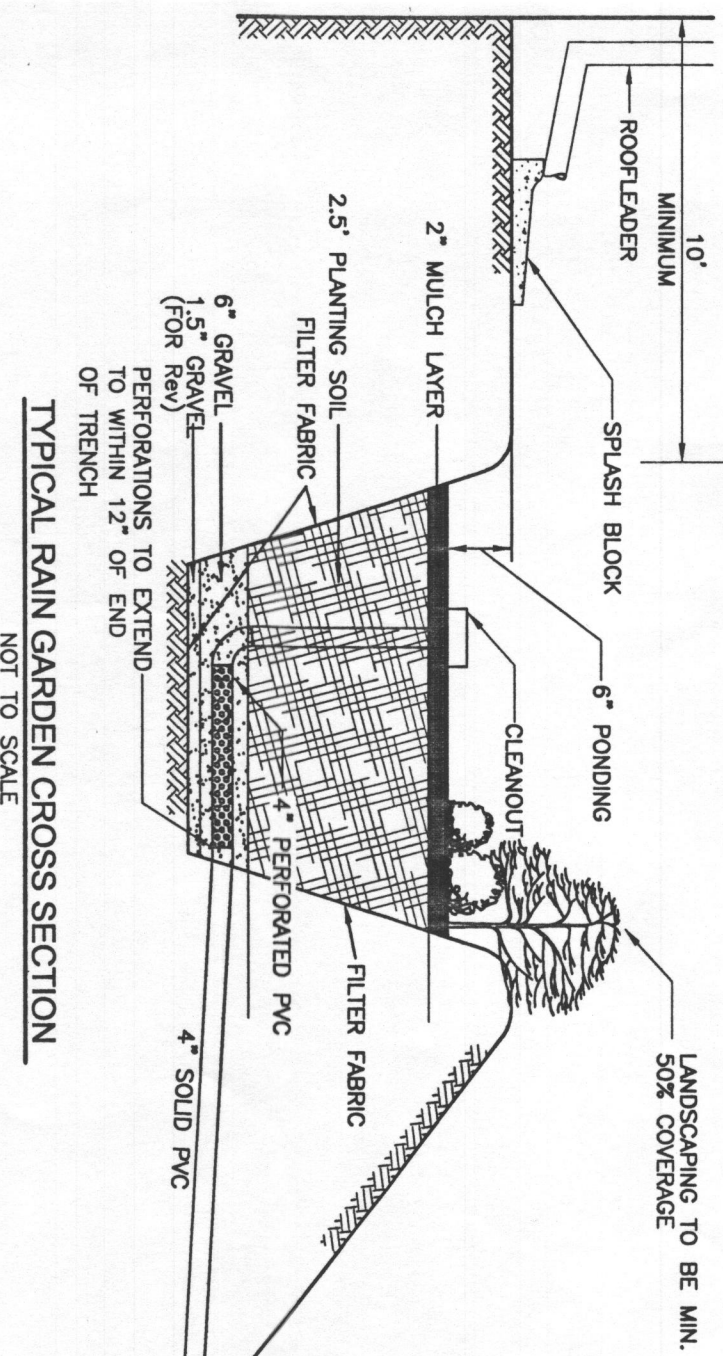 10'
MINIMUM
ROOFLEADER
SPLASH BLOCK
6" PONDING
CLEANOUT
LANDSCAPING TO BE MIN.
50% COVERAGE
2" MULCH LAYER
2.5' PLANTING SOIL
FILTER FABRIC
6" GRAVEL
1.5" GRAVEL
(FOR Rev)
PERFORATIONS TO EXTEND
TO WITHIN 12" OF END
OF TRENCH
4" PERFORATED PVC
FILTER FABRIC
4" SOLID PVC
TYPICAL RAIN GARDEN CROSS SECTION
NOT TO SCALE